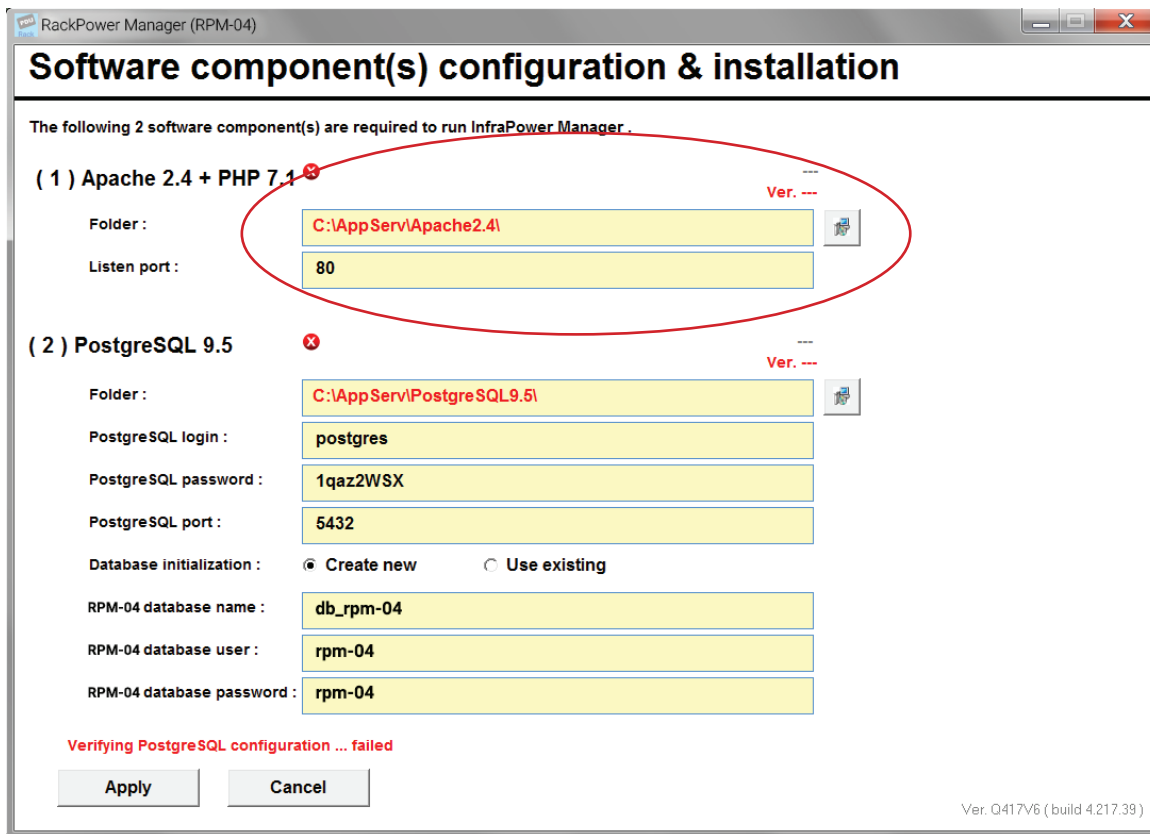 RackPower Manager (RPM-04)
Software component(s) configuration & installation
The following 2 software component(s) are required to run InfraPower Manager .
( 1 ) Apache 2.4 + PHP 7.1
---
Ver. ---
Folder :
C:\AppServ\Apache2.4\
Listen port :
80
( 2 ) PostgreSQL 9.5
---
Ver. ---
Folder :
C:\AppServ\PostgreSQL9.5\
PostgreSQL login :
postgres
PostgreSQL password :
1qaz2WSX
PostgreSQL port :
5432
Database initialization :
Create new
Use existing
RPM-04 database name :
db_rpm-04
RPM-04 database user :
rpm-04
RPM-04 database password :
rpm-04
Verifying PostgreSQL configuration ... failed
Apply
Cancel
Ver. Q417V6 ( build 4.217.39 )